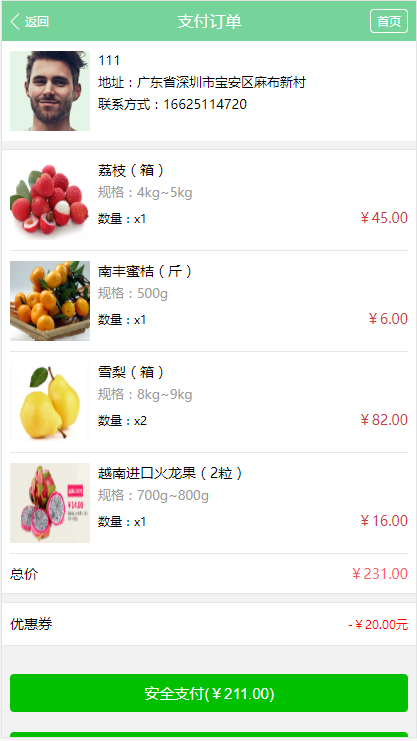 返回
支付订单
首页
111
地址：广东省深圳市宝安区麻布新村
联系方式：16625114720
荔枝（箱）
规格：4kg~5kg
数量：x1
￥45.00
南丰蜜桔（斤）
规格：500g
数量：x1
￥6.00
雪梨（箱）
规格：8kg~9kg
数量：x2
￥82.00
越南进口火龙果（2粒）
规格：700g~800g
数量：x1
￥16.00
总价
￥231.00
优惠券
-￥20.00元
安全支付(￥211.00)